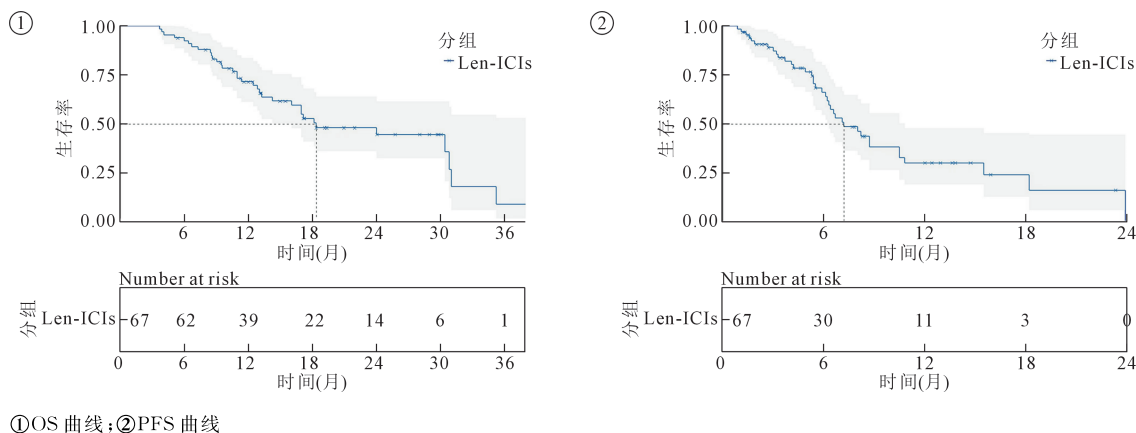 ①
生存率
1.00
0.75
0.50
0.25
0.00
6 12 18 24 30 36
时间(月)
分组
Len-ICIs
Number at risk
分组
Len-ICIs 67 62 39 22 14 6 1
0 6 12 18 24 30 36
时间(月)
②
生存率
1.00
0.75
0.50
0.25
0.00
6 12 18 24
时间(月)
分组
Len-ICIs
Number at risk
分组
Len-ICIs 67 30 11 3 0
0 6 12 18 24
时间(月)
①OS 曲线;②PFS 曲线